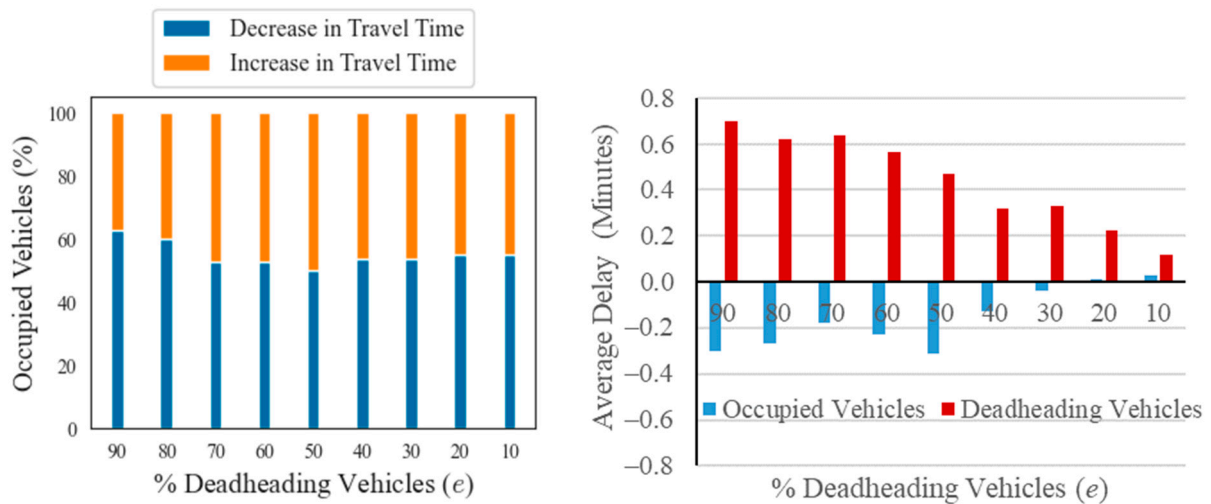 Decrease in Travel Time
Increase in Travel Time
Occupied Vehicles (%)
100
80
60
40
20
0
90 80 70 60 50 40 30 20 10
% Deadheading Vehicles (e)
Average Delay (Minutes)
0.8
0.6
0.4
0.2
0.0
−0.2
−0.4
−0.6
−0.8
90 80 70 60 50 40 30 20 10
Occupied Vehicles Deadheading Vehicles
% Deadheading Vehicles (e)